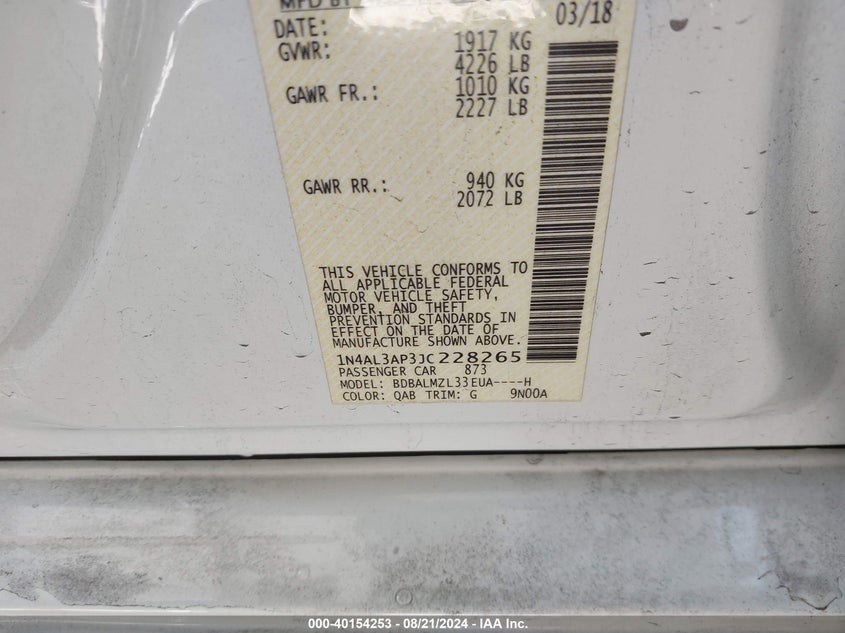 MFD BY
DATE: 03/18
GVWR: 1917 KG
4226 LB
GAWR FR.: 1010 KG
2227 LB
GAWR RR.: 940 KG
2072 LB
THIS VEHICLE CONFORMS TO
ALL APPLICABLE FEDERAL
MOTOR VEHICLE SAFETY,
BUMPER, AND THEFT
PREVENTION STANDARDS IN
EFFECT ON THE DATE OF
MANUFACTURE SHOWN ABOVE.
1N4AL3AP3JC228265
PASSENGER CAR 873
MODEL: BDBALMZL33EUA----H
COLOR: QAB TRIM: G 9N00A
000-40154253 - 08/21/2024 - IAA Inc.